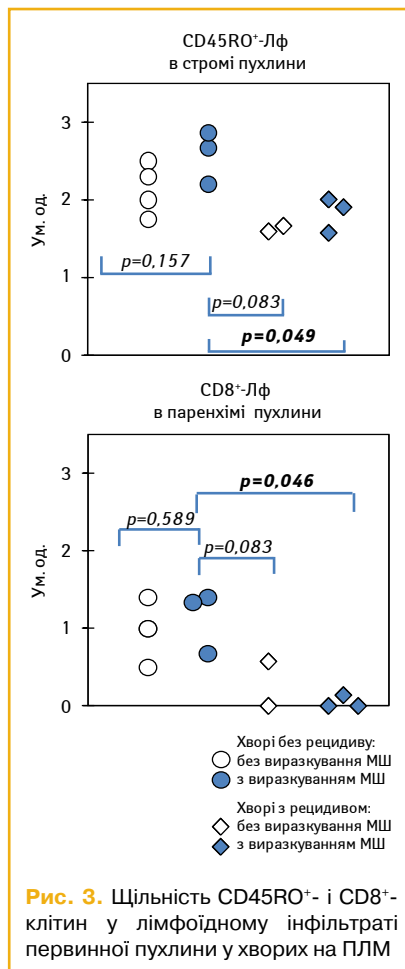 CD45RO⁺-Лф
в стромі пухлини
Ум. од.
3
2
1
0
p=0,157
p=0,083
p=0,049
CD8⁺-Лф
в паренхімі пухлини
Ум. од.
3
2
1
0
p=0,046
p=0,589
p=0,083
Хворі без рецидиву:
без виразкування МШ
з виразкуванням МШ
Хворі з рецидивом:
без виразкування МШ
з виразкуванням МШ
Рис. 3. Щільність CD45RO⁺- і CD8⁺-
клітин у лімфоїдному інфільтраті
первинної пухлини у хворих на ПЛМ